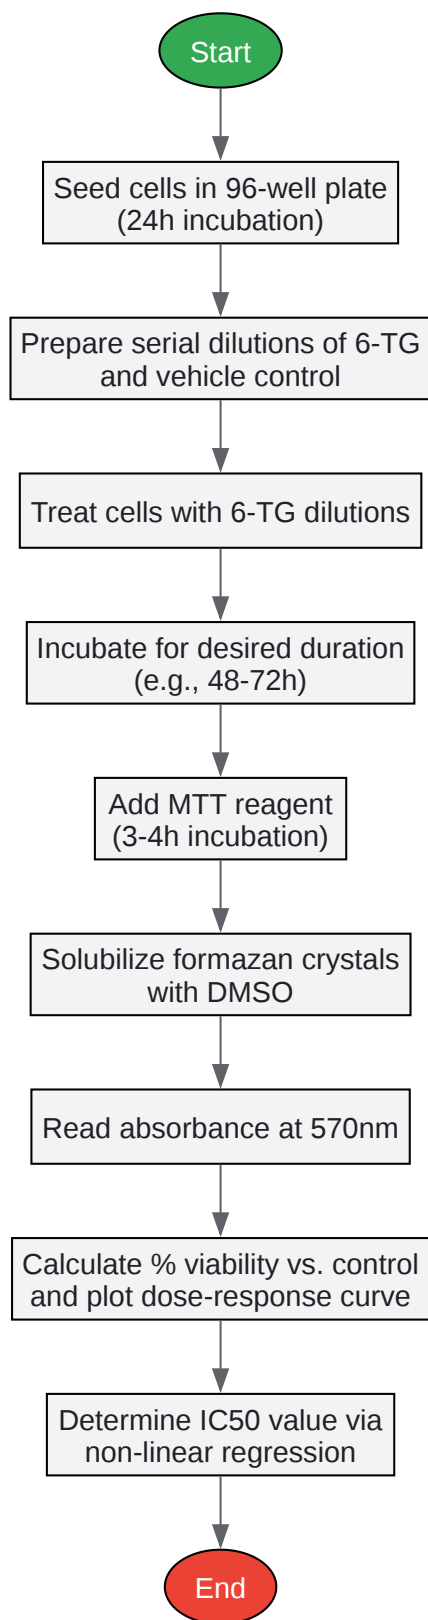 Start
Seed cells in 96-well plate
(24h incubation)
Prepare serial dilutions of 6-TG
and vehicle control
Treat cells with 6-TG dilutions
Incubate for desired duration
(e.g., 48-72h)
Add MTT reagent
(3-4h incubation)
Solubilize formazan crystals
with DMSO
Read absorbance at 570nm
Calculate % viability vs. control
and plot dose-response curve
Determine IC50 value via
non-linear regression
End